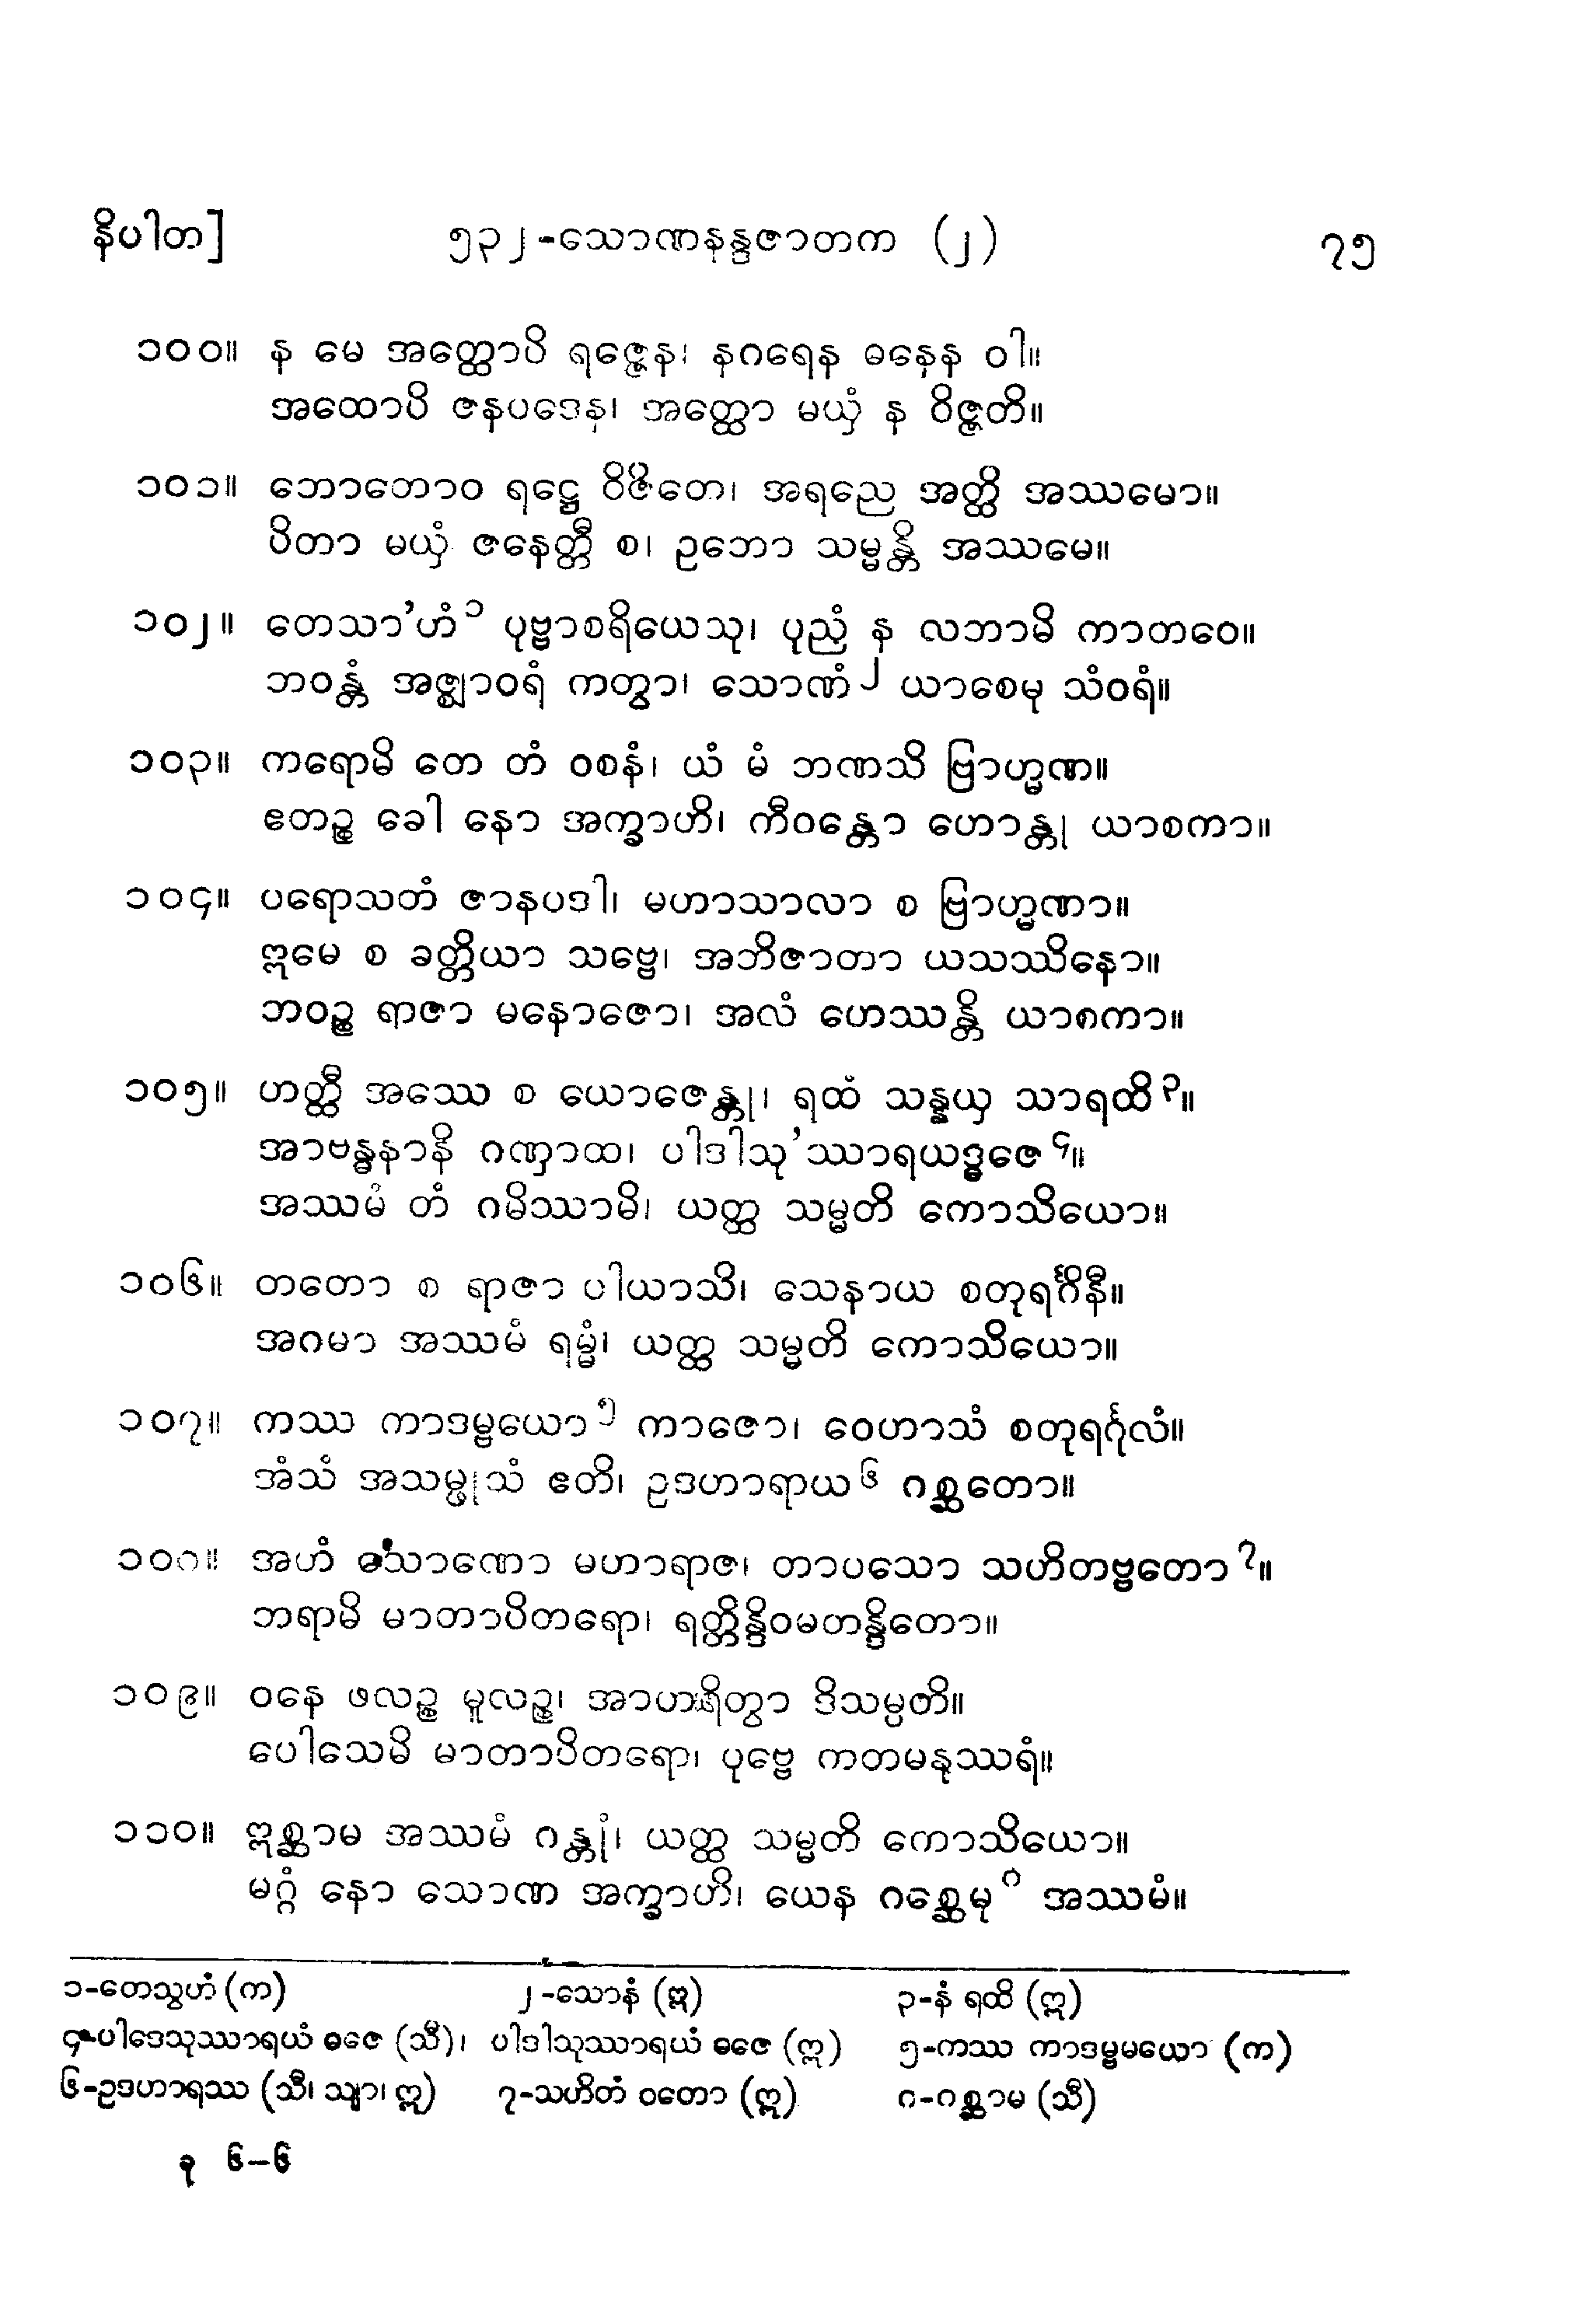 နိပါတ] ၅၃၂-သောဏနန္ဒဇာတက (၂) ၇၅
၁၀၀။ န မေ အတ္ထောပိ ရဇ္ဇေန၊ နဂရေန ဓနေန ဝါ။
အထောပိ ဇနပဒေန၊ အတ္ထော မယှံ န ဝိဇ္ဇတိ။
၁၀၁။ ဘောတောဝ ရဋ္ဌေ ဝိဇိတေ၊ အရညေ အတ္ထိ အဿမော။
ပိတာ မယှံ ဇနေတ္တီ စ၊ ဥဘော သမ္မန္တိ အဿမေ။
၁၀၂။ တေသာ’ဟံ၁ ပုဗ္ဗာစရိယေသု၊ ပုညံ န လဘာမိ ကာတဝေ။
ဘဝန္တံ အဇ္ဈာဝရံ ကတွာ၊ သောဏံ၂ ယာစေမု သံဝရံ။
၁၀၃။ ကရောမိ တေ တံ ဝစနံ၊ ယံ မံ ဘဏသိ ဗြာဟ္မဏ။
ဧတဉ္စ ခေါ နော အက္ခာဟိ၊ ကီဝန္တော ဟောန္တု ယာစကာ။
၁၀၄။ ပရောသတံ ဇာနပဒါ၊ မဟာသာလာ စ ဗြာဟ္မဏာ။
ဣမေ စ ခတ္တိယာ သဗ္ဗေ၊ အဘိဇာတာ ယသဿိနော။
ဘဝဉ္စ ရာဇာ မနောဇော၊ အလံ ဟေဿန္တိ ယာစကာ။
၁၀၅။ ဟတ္ထီ အဿေ စ ယောဇေန္တု၊ ရထံ သန္နယှ သာရထိ၃။
အာဗန္ဓနာနိ ဂဏှာထ၊ ပါဒါသု’ဿာရယဒ္ဓဇေ၄။
အဿမံ တံ ဂမိဿာမိ၊ ယတ္ထ သမ္မတိ ကောသိယော။
၁၀၆။ တတော စ ရာဇာ ပါယာသိ၊ သေနာယ စတုရင်္ဂိနီ။
အဂမာ အဿမံ ရမ္မံ၊ ယတ္ထ သမ္မတိ ကောသိယော။
၁၀၇။ ကဿ ကာဒမ္ဗယော၅ ကာဇော၊ ဝေဟာသံ စတုရင်္ဂုလံ။
အံသံ အသမ္ဖုသံ ဧတိ၊ ဥဒဟာရာယ၆ ဂစ္ဆတော။
၁၀၈။ အဟံ သောဏော မဟာရာဇ၊ တာပသော သဟိတဗ္ဗတော၇။
ဘရာမိ မာတာပိတရော၊ ရတ္တိန္ဒိဝမတန္ဒိတော။
၁၀၉။ ဝနေ ဖလဉ္စ မူလဉ္စ၊ အာဟရိတွာ ဒိသမ္ပတိ။
ပေါသေမိ မာတာပိတရော၊ ပုဗ္ဗေ ကတမနုဿရံ။
၁၁၀။ ဣစ္ဆာမ အဿမံ ဂန္တုံ၊ ယတ္ထ သမ္မတိ ကောသိယော။
မဂ္ဂံ နော သောဏ အက္ခာဟိ၊ ယေန ဂစ္ဆေမု၈ အဿမံ။
၁-တေသွဟံ (က) ၂-သောနံ (ဣ) ၃-နံ ရထိ (ဣ)
၄-ပါဒေသုဿာရယံ ဓဇေ (သီ)၊ ပါဒါသုဿာရယံ ဓဇေ (ဣ) ၅-ကဿ ကာဒမ္ဗမယော (က)
၆-ဥဒဟာရဿ (သီ၊ သျာ၊ ဣ) ၇-သဟိတံ ဝတော (ဣ) ၈-ဂစ္ဆာမ (သီ)
ခု ၆–၆